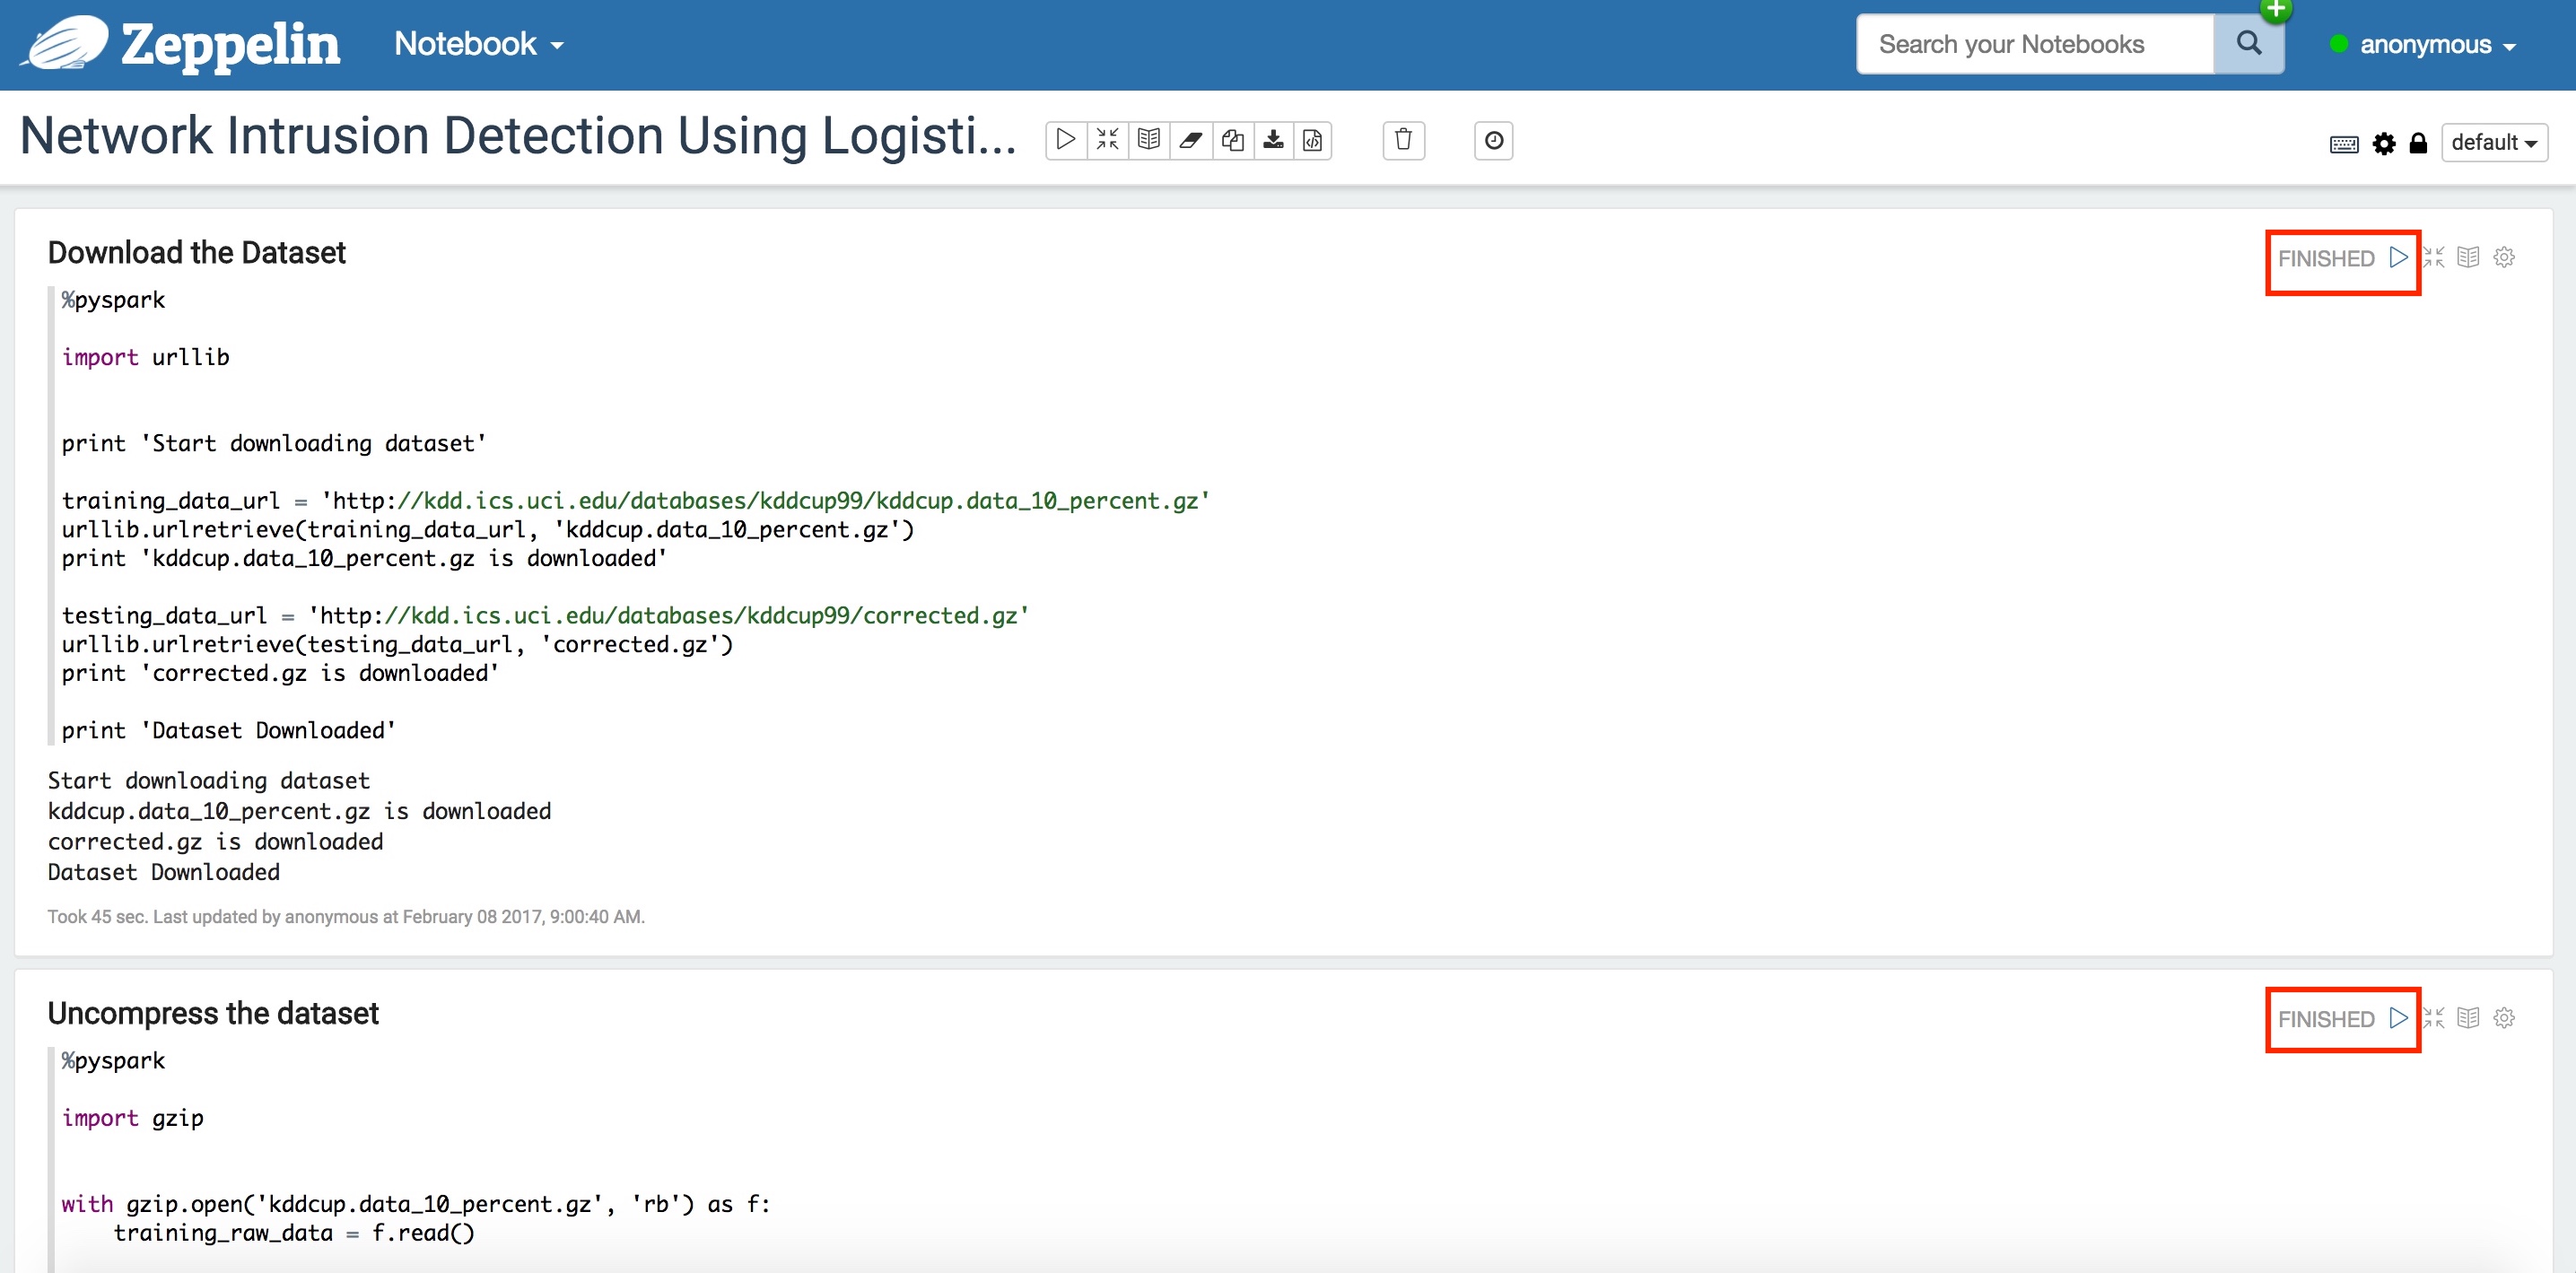 Zeppelin Notebook Search your Notebooks anonymous
Network Intrusion Detection Using Logisti... default
Download the Dataset FINISHED
%pyspark
import urllib
print 'Start downloading dataset'
training_data_url = 'http://kdd.ics.uci.edu/databases/kddcup99/kddcup.data_10_percent.gz'
urllib.urlretrieve(training_data_url, 'kddcup.data_10_percent.gz')
print 'kddcup.data_10_percent.gz is downloaded'
testing_data_url = 'http://kdd.ics.uci.edu/databases/kddcup99/corrected.gz'
urllib.urlretrieve(testing_data_url, 'corrected.gz')
print 'corrected.gz is downloaded'
print 'Dataset Downloaded'
Start downloading dataset
kddcup.data_10_percent.gz is downloaded
corrected.gz is downloaded
Dataset Downloaded
Took 45 sec. Last updated by anonymous at February 08 2017, 9:00:40 AM.
Uncompress the dataset FINISHED
%pyspark
import gzip
with gzip.open('kddcup.data_10_percent.gz', 'rb') as f:
    training_raw_data = f.read()